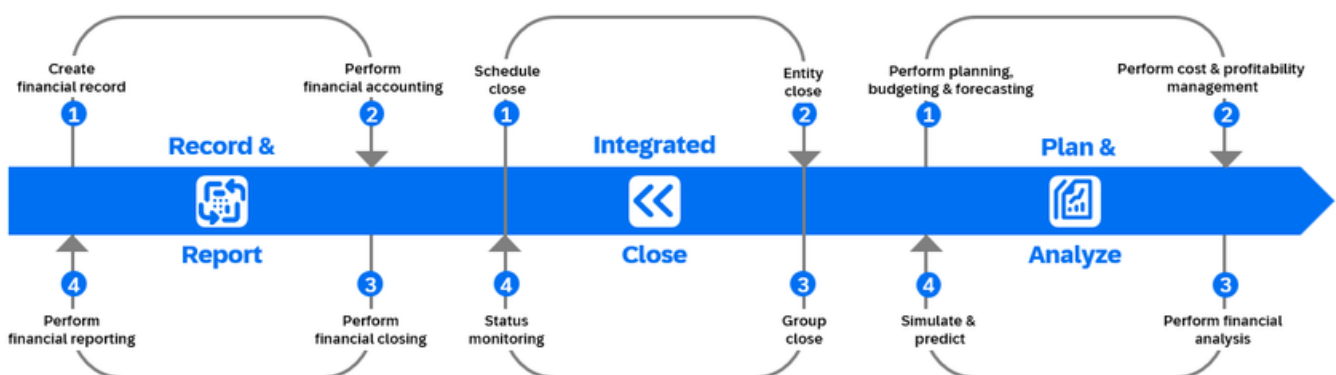 Create
financial record
1
Perform
financial accounting
2
Record &
Report
4
Perform
financial reporting
3
Perform
financial closing
Schedule
close
1
Entity
close
2
Integrated
Close
4
Status
monitoring
3
Group
close
Perform planning,
budgeting & forecasting
1
Perform cost & profitability
management
2
Plan &
Analyze
4
Simulate &
predict
3
Perform financial
analysis